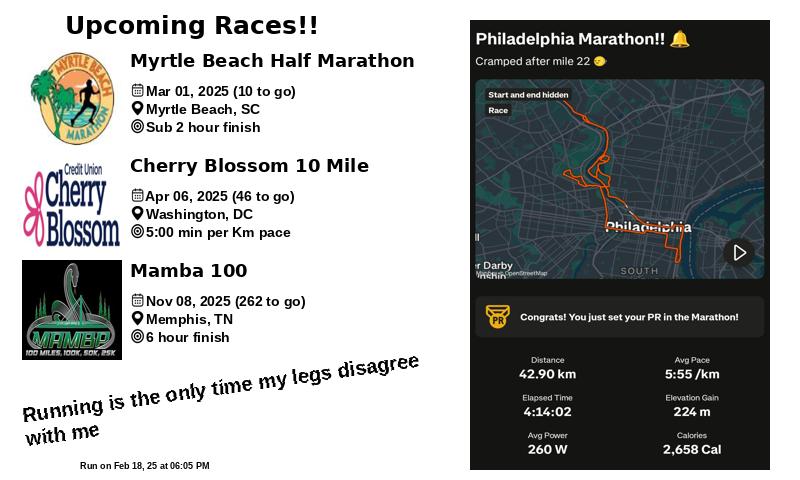 Upcoming Races!!
MYRTLE BEACH
MARATHON
Myrtle Beach Half Marathon
Mar 01, 2025 (10 to go)
Myrtle Beach, SC
Sub 2 hour finish
Credit Union
Cherry
Blossom
Cherry Blossom 10 Mile
Apr 06, 2025 (46 to go)
Washington, DC
5:00 min per Km pace
MAMBA
100 MILES, 100K, 50K, 25K
Mamba 100
Nov 08, 2025 (262 to go)
Memphis, TN
6 hour finish
Running is the only time my legs disagree
with me
Run on Feb 18, 25 at 06:05 PM
Philadelphia Marathon!! 🔔
Cramped after mile 22
Start and end hidden
Race
Philadelphia
ll
r Darby
SOUTH
OpenStreetMap
PR
Congrats! You just set your PR in the Marathon!
Distance
42.90 km
Avg Pace
5:55 /km
Elapsed Time
4:14:02
Elevation Gain
224 m
Avg Power
260 W
Calories
2,658 Cal